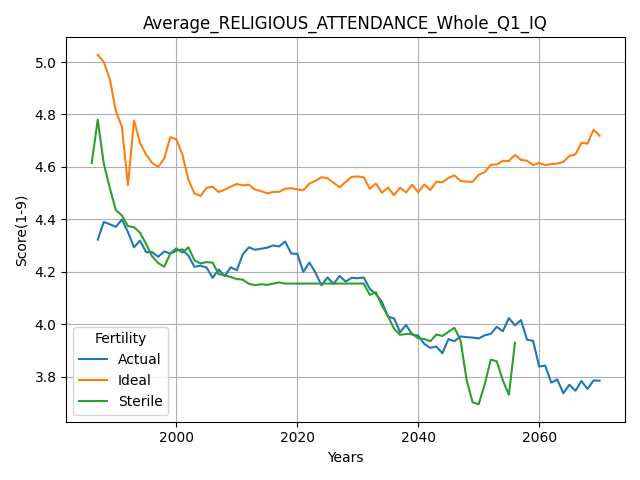 Average_RELIGIOUS_ATTENDANCE_Whole_Q1_IQ
Score(1-9)
5.0
4.8
4.6
4.4
4.2
4.0
3.8
Fertility
Actual
Ideal
Sterile
2000 2020 2040 2060
Years